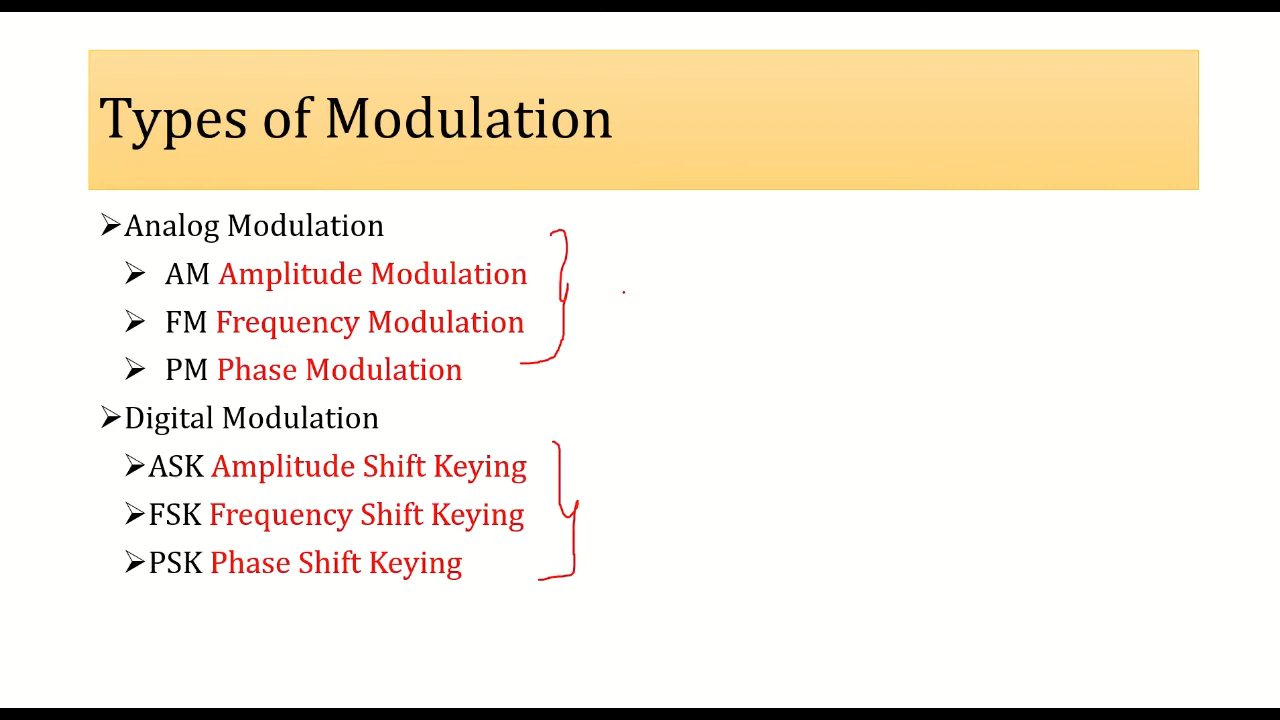 Types of Modulation
Analog Modulation
AM Amplitude Modulation
FM Frequency Modulation
PM Phase Modulation
Digital Modulation
ASK Amplitude Shift Keying
FSK Frequency Shift Keying
PSK Phase Shift Keying